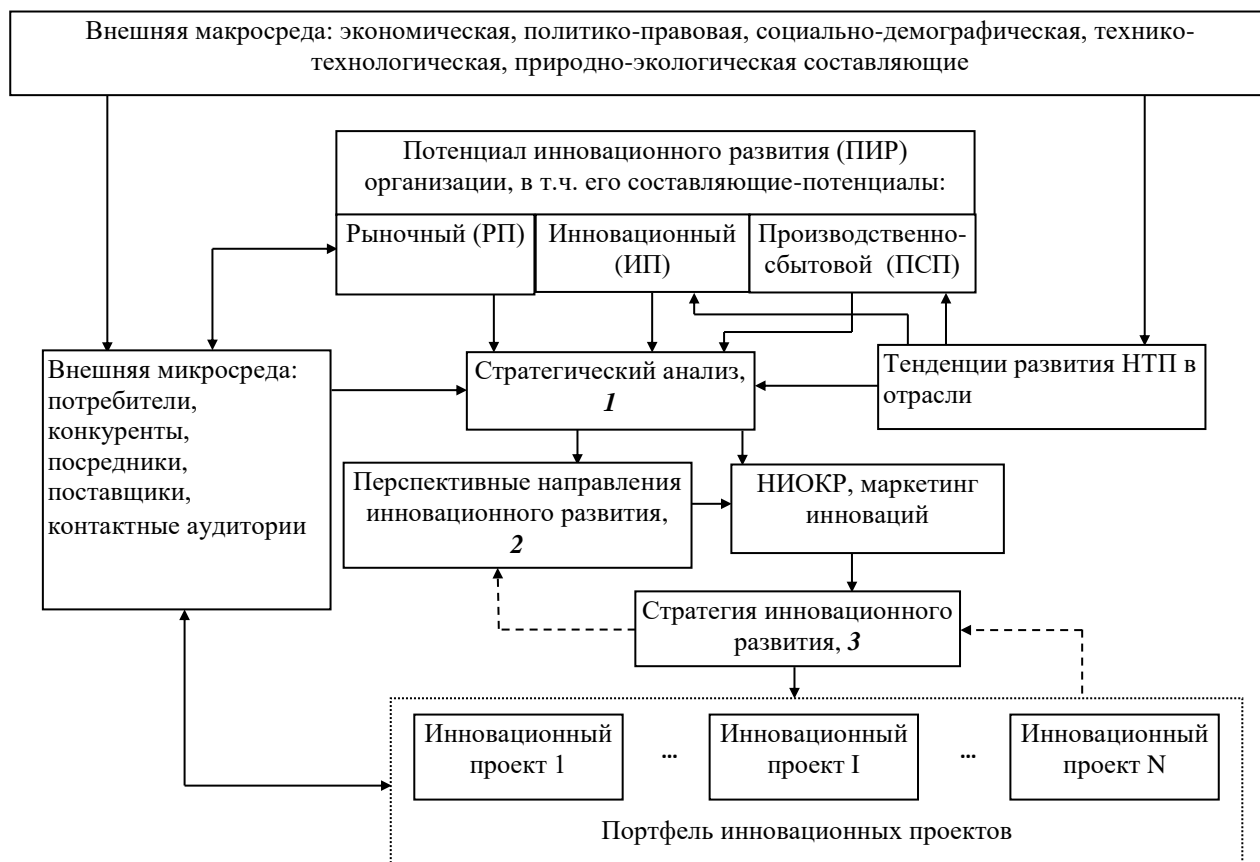 Внешняя макросреда: экономическая, политико-правовая, социально-демографическая, технико-
технологическая, природно-экологическая составляющие
Потенциал инновационного развития (ПИР)
организации, в т.ч. его составляющие-потенциалы:
Рыночный (РП)
Инновационный
(ИП)
Производственно-
сбытовой (ПСП)
Внешняя микросреда:
потребители,
конкуренты,
посредники,
поставщики,
контактные аудитории
Стратегический анализ,
1
Тенденции развития НТП в
отрасли
Перспективные направления
инновационного развития,
2
НИОКР, маркетинг
инноваций
Стратегия инновационного
развития, 3
Инновационный
проект 1
...
Инновационный
проект I
...
Инновационный
проект N
Портфель инновационных проектов